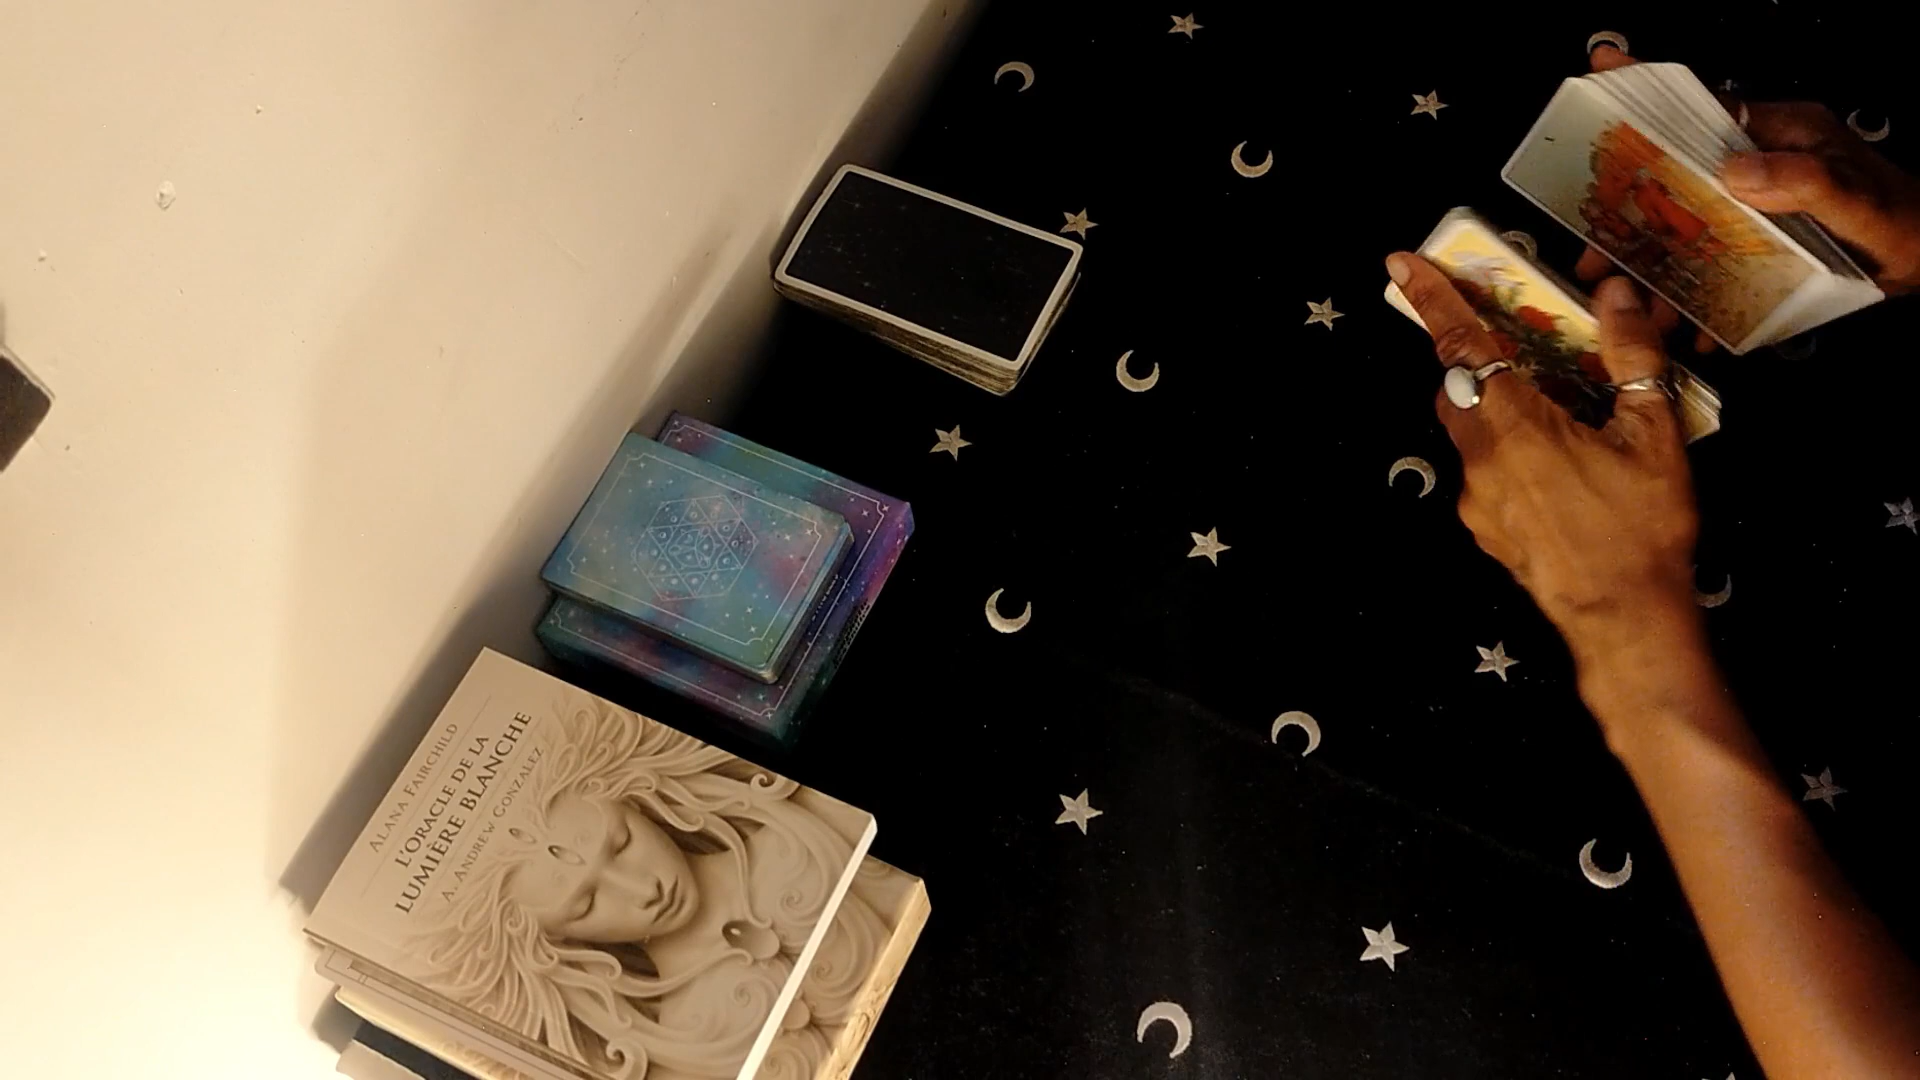 ALANA FAIRCHILD
L'ORACLE DE LA
LUMIÈRE BLANCHE
A. ANDREW GONZALEZ